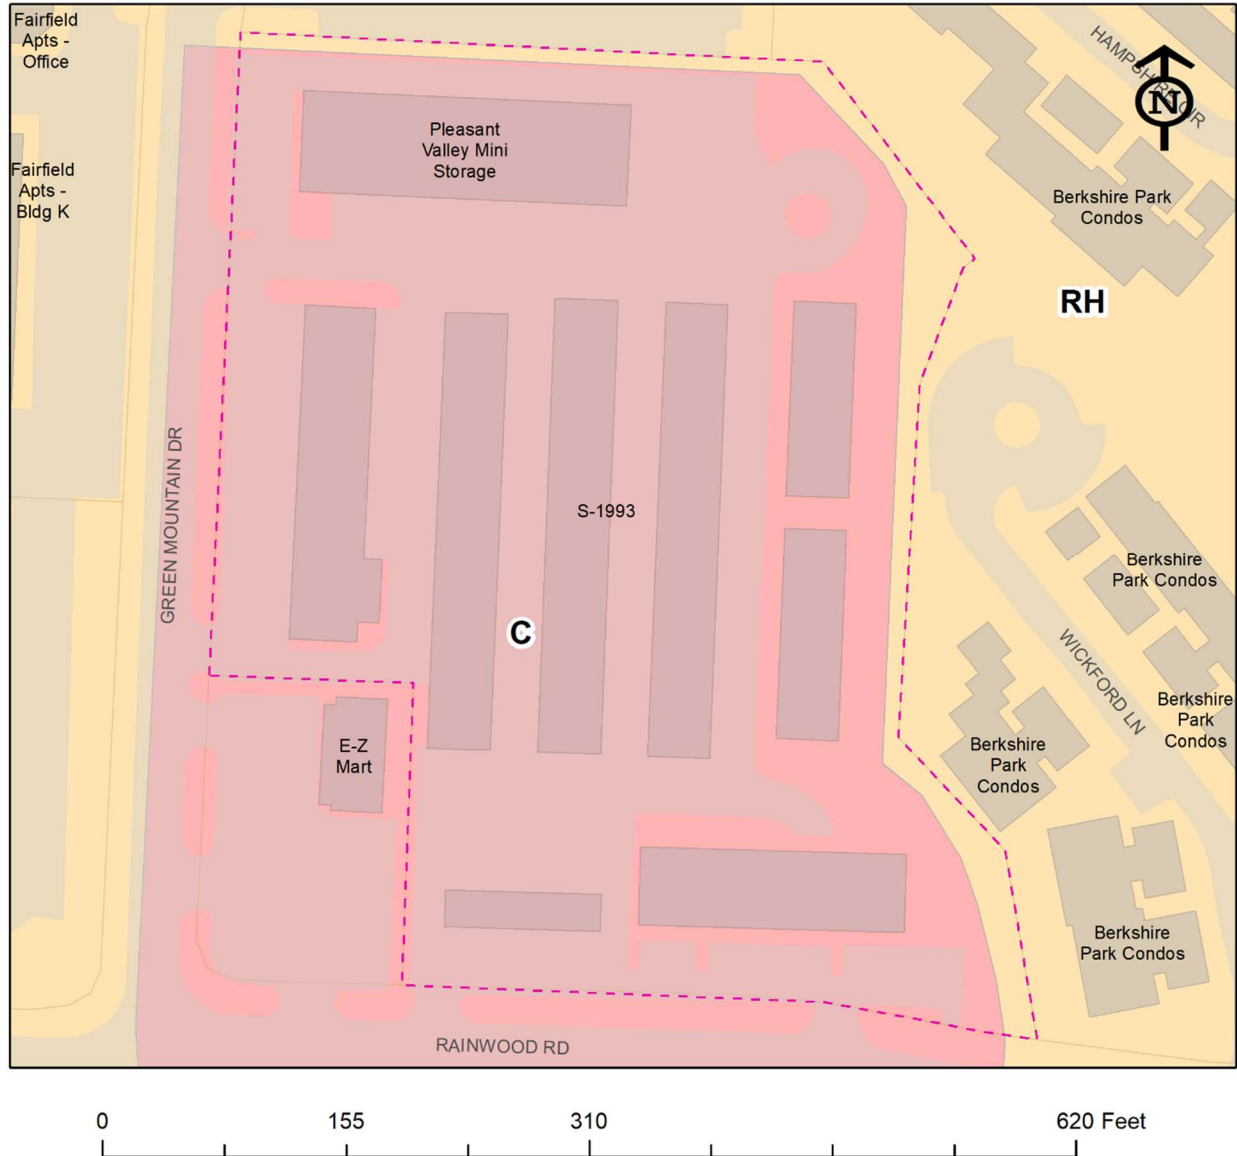 Fairfield
Apts -
Office
HAMPSHIRE CIR
N
Pleasant
Valley Mini
Storage
Fairfield
Apts -
Bldg K
Berkshire Park
Condos
RH
GREEN MOUNTAIN DR
S-1993
Berkshire
Park Condos
C
WICKFORD LN
Berkshire
Park
Condos
E-Z
Mart
Berkshire
Park
Condos
Berkshire
Park Condos
RAINWOOD RD
0 155 310 620 Feet